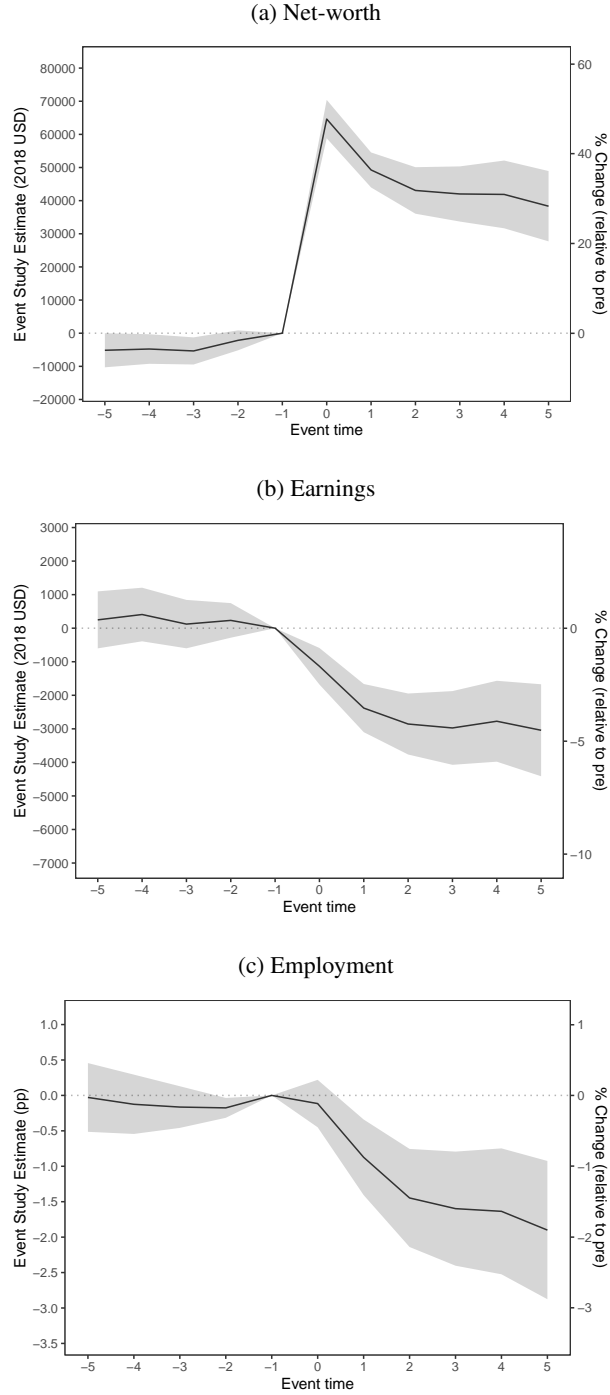 (a) Net-worth
80000
70000
60000
50000
40000
30000
20000
10000
0
−10000
−20000
Event Study Estimate (2018 USD)
60
40
20
0
% Change (relative to pre)
−5 −4 −3 −2 −1 0 1 2 3 4 5
Event time
(b) Earnings
3000
2000
1000
0
−1000
−2000
−3000
−4000
−5000
−6000
−7000
Event Study Estimate (2018 USD)
0
−5
−10
% Change (relative to pre)
−5 −4 −3 −2 −1 0 1 2 3 4 5
Event time
(c) Employment
1.0
0.5
0.0
−0.5
−1.0
−1.5
−2.0
−2.5
−3.0
−3.5
Event Study Estimate (pp)
1
0
−1
−2
−3
% Change (relative to pre)
−5 −4 −3 −2 −1 0 1 2 3 4 5
Event time